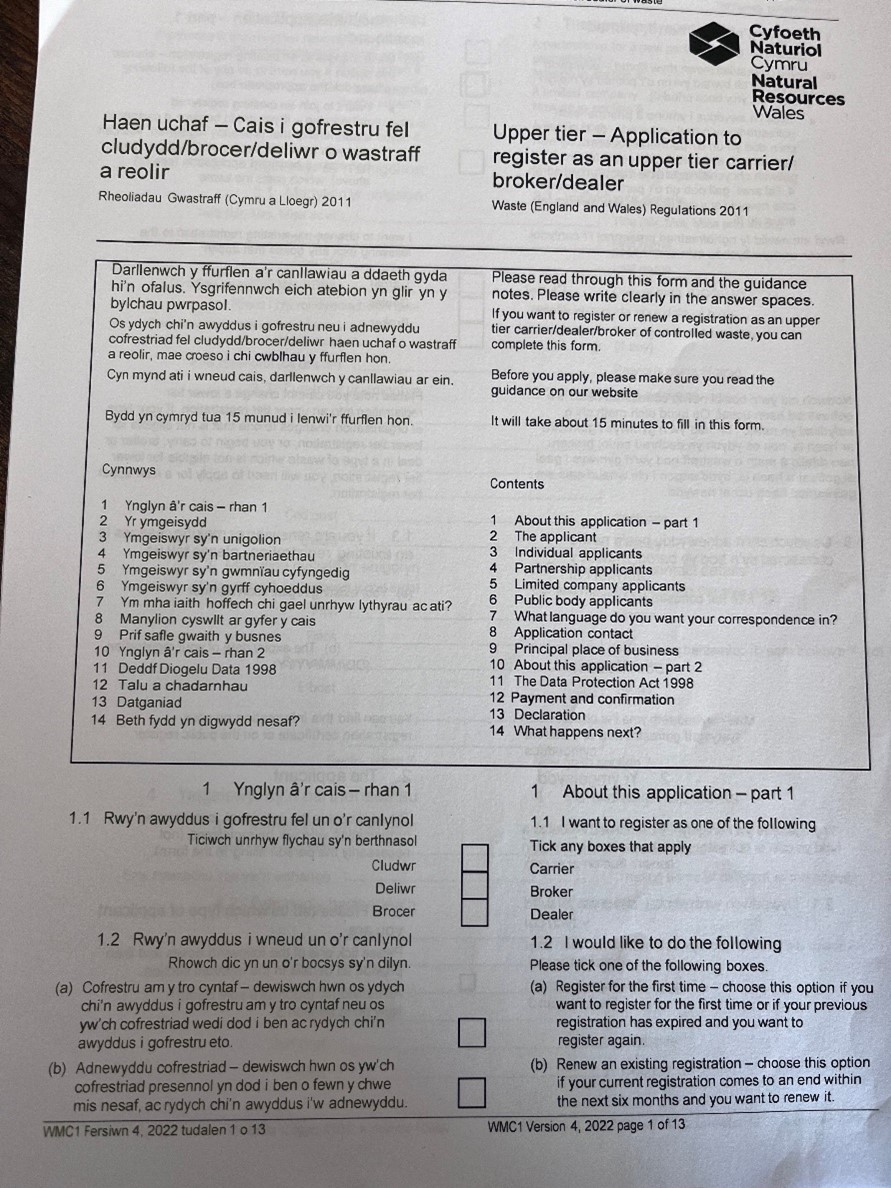 Cyfoeth
Naturiol
Cymru
Natural
Resources
Wales
Haen uchaf – Cais i gofrestru fel
cludydd/brocer/deliwr o wastraff
a reolir
Rheoliadau Gwastraff (Cymru a Lloegr) 2011
Upper tier – Application to
register as an upper tier carrier/
broker/dealer
Waste (England and Wales) Regulations 2011
Darllenwch y ffurflen a'r canllawiau a ddaeth gyda
hi'n ofalus. Ysgrifennwch eich atebion yn glir yn y
bylchau pwrpasol.
Os ydych chi'n awyddus i gofrestru neu i adnewyddu
cofrestriad fel cludydd/brocer/deliwr haen uchaf o wastraff
a reolir, mae croeso i chi cwblhau y ffurflen hon.
Cyn mynd ati i wneud cais, darllenwch y canllawiau ar ein.
Bydd yn cymryd tua 15 munud i lenwi'r ffurflen hon.
Cynnwys
1 Ynglyn â'r cais – rhan 1
2 Yr ymgeisydd
3 Ymgeiswyr sy'n unigolion
4 Ymgeiswyr sy'n bartneriaethau
5 Ymgeiswyr sy'n gwmnïau cyfyngedig
6 Ymgeiswyr sy'n gyrff cyhoeddus
7 Ym mha iaith hoffech chi gael unrhyw lythyrau ac ati?
8 Manylion cyswllt ar gyfer y cais
9 Prif safle gwaith y busnes
10 Ynglyn â'r cais – rhan 2
11 Deddf Diogelu Data 1998
12 Talu a chadarnhau
13 Datganiad
14 Beth fydd yn digwydd nesaf?
Please read through this form and the guidance
notes. Please write clearly in the answer spaces.
If you want to register or renew a registration as an upper
tier carrier/dealer/broker of controlled waste, you can
complete this form.
Before you apply, please make sure you read the
guidance on our website
It will take about 15 minutes to fill in this form.
Contents
1 About this application – part 1
2 The applicant
3 Individual applicants
4 Partnership applicants
5 Limited company applicants
6 Public body applicants
7 What language do you want your correspondence in?
8 Application contact
9 Principal place of business
10 About this application – part 2
11 The Data Protection Act 1998
12 Payment and confirmation
13 Declaration
14 What happens next?
1 Ynglyn â'r cais – rhan 1
1.1 Rwy'n awyddus i gofrestru fel un o'r canlynol
Ticiwch unrhyw flychau sy'n berthnasol
Cludwr
Deliwr
Brocer
1.2 Rwy'n awyddus i wneud un o'r canlynol
Rhowch dic yn un o'r bocsys sy'n dilyn.
(a) Cofrestru am y tro cyntaf – dewiswch hwn os ydych
chi'n awyddus i gofrestru am y tro cyntaf neu os
yw'ch cofrestriad wedi dod i ben ac rydych chi'n
awyddus i gofrestru eto.
(b) Adnewyddu cofrestriad – dewiswch hwn os yw'ch
cofrestriad presennol yn dod i ben o fewn y chwe
mis nesaf, ac rydych chi'n awyddus i'w adnewyddu.
1 About this application – part 1
1.1 I want to register as one of the following
Tick any boxes that apply
Carrier
Broker
Dealer
1.2 I would like to do the following
Please tick one of the following boxes.
(a) Register for the first time – choose this option if you
want to register for the first time or if your previous
registration has expired and you want to
register again.
(b) Renew an existing registration – choose this option
if your current registration comes to an end within
the next six months and you want to renew it.
WMC1 Fersiwn 4, 2022 tudalen 1 o 13
WMC1 Version 4, 2022 page 1 of 13